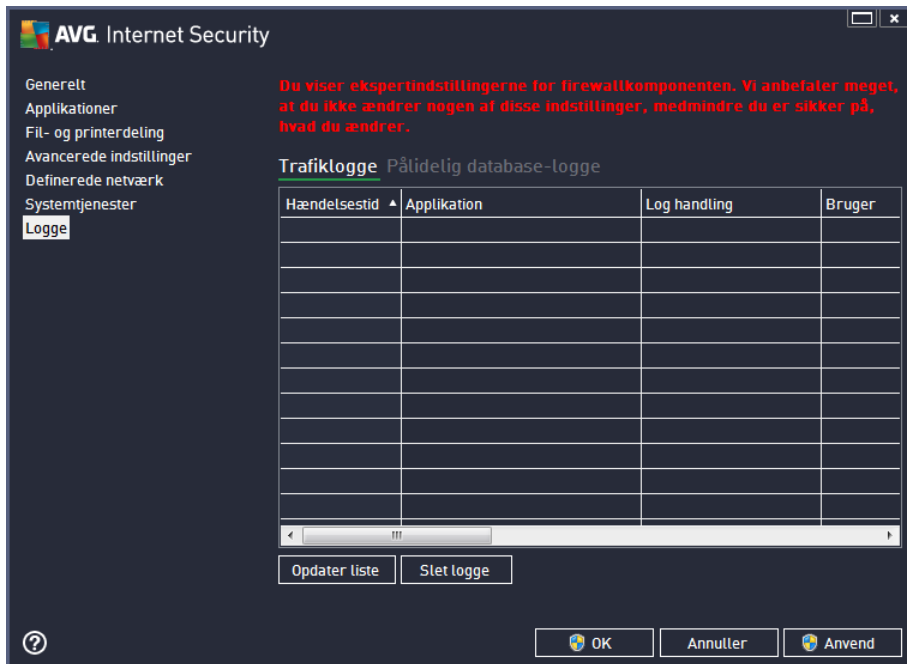 AVG. Internet Security
Generelt
Applikationer
Fil- og printerdeling
Avancerede indstillinger
Definerede netværk
Systemtjenester
Logge
Du viser ekspertindstillingerne for firewallkomponenten. Vi anbefaler meget,
at du ikke ændrer nogen af disse indstillinger, medmindre du er sikker på,
hvad du ændrer.
Trafiklogge Pålidelig database-logge
Hændelsestid Applikation Log handling Bruger
Opdater liste Slet logge
OK Annuller Anvend